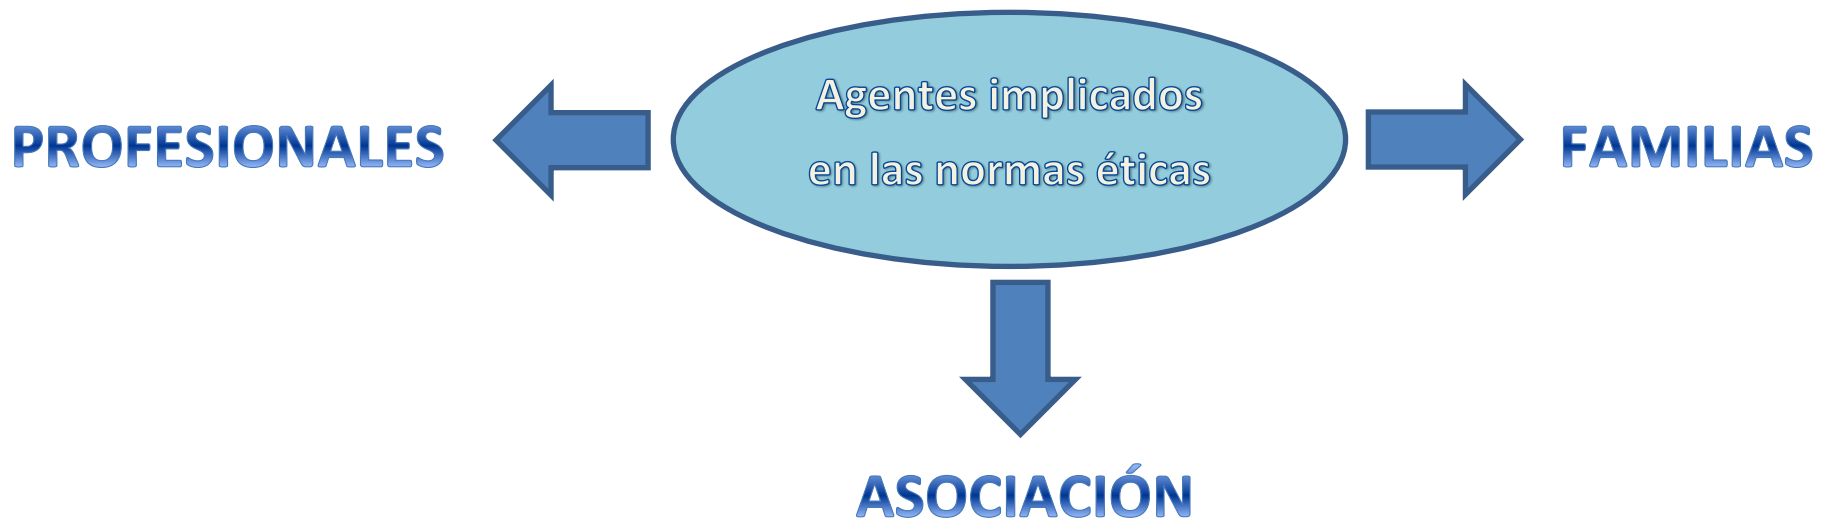 Agentes implicados
en las normas éticas
PROFESIONALES
FAMILIAS
ASOCIACIÓN